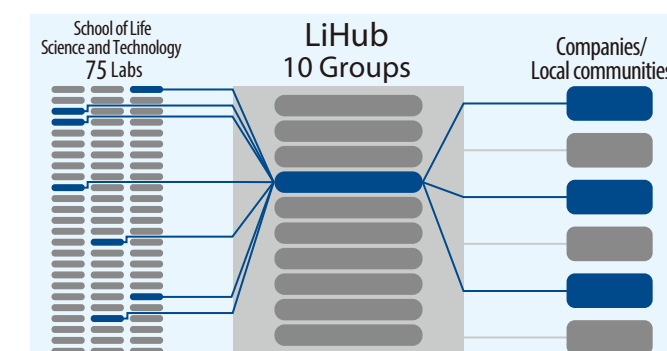 School of Life
Science and Technology
75 Labs
LiHub
10 Groups
Companies/
Local communities